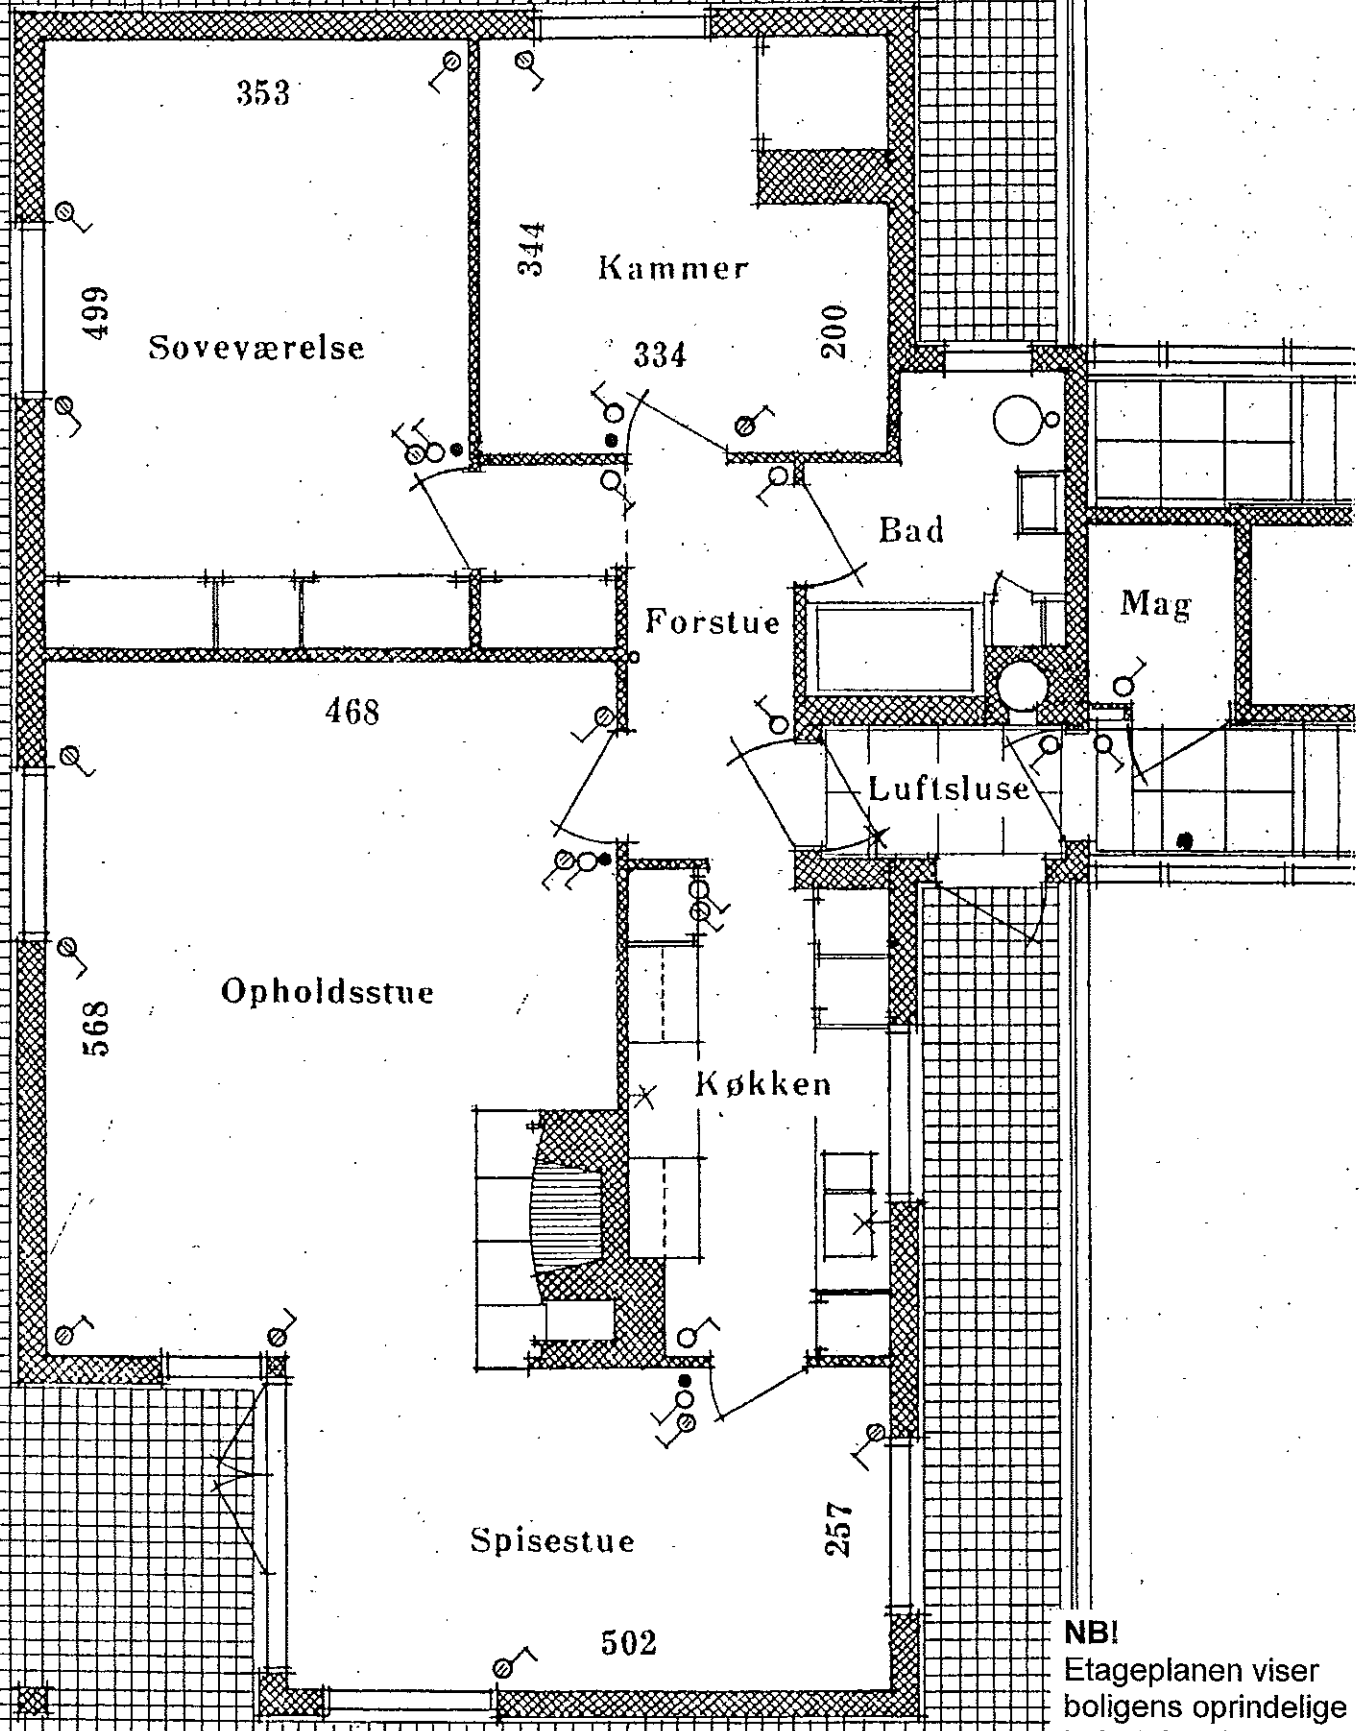 353
344
Kammer
499
Soveværelse
334
200
Bad
Forstue
Mag
468
Luftsluse
Opholdsstue
568
Køkken
Spisestue
257
502
NB!
Etageplanen viser
boligens oprindelige